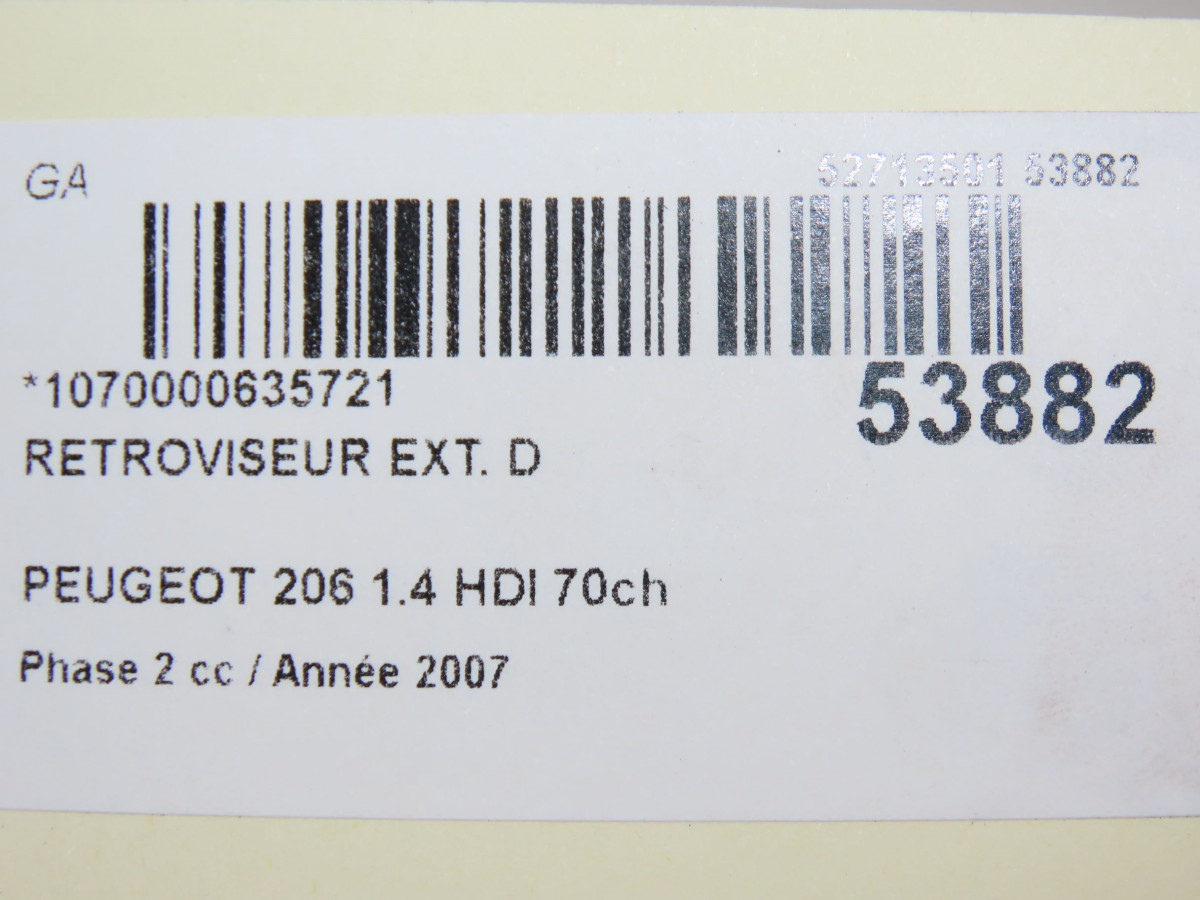 GA
52713501 53882
*1070000635721
53882
RETROVISEUR EXT. D
PEUGEOT 206 1.4 HDI 70ch
Phase 2 cc / Année 2007